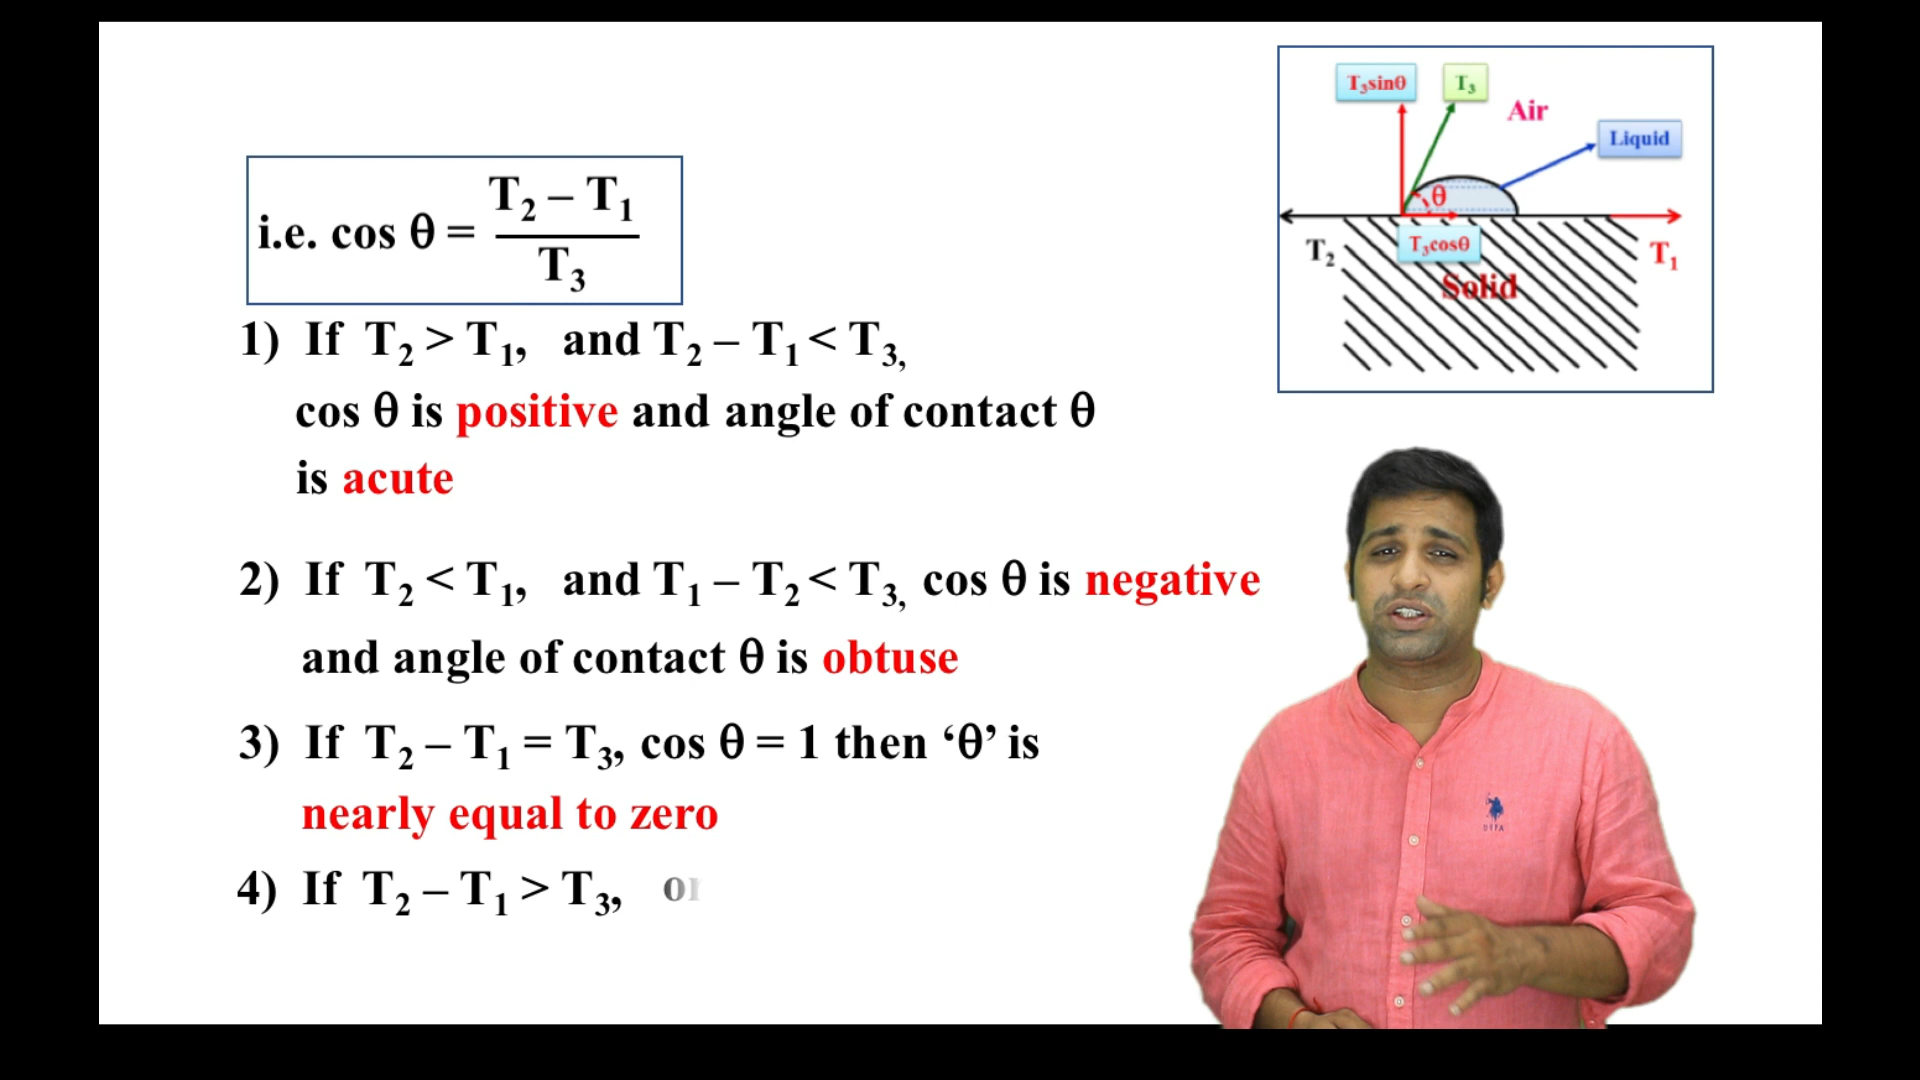 i.e. cos θ = T₂ – T₁ / T₃
1) If T₂ > T₁, and T₂ – T₁ < T₃,
cos θ is positive and angle of contact θ
is acute
2) If T₂ < T₁, and T₁ – T₂ < T₃, cos θ is negative
and angle of contact θ is obtuse
3) If T₂ – T₁ = T₃, cos θ = 1 then ‘θ’ is
nearly equal to zero
4) If T₂ – T₁ > T₃,
T₃sinθ
T₃
Air
Liquid
θ
T₂
T₃cosθ
T₁
Solid